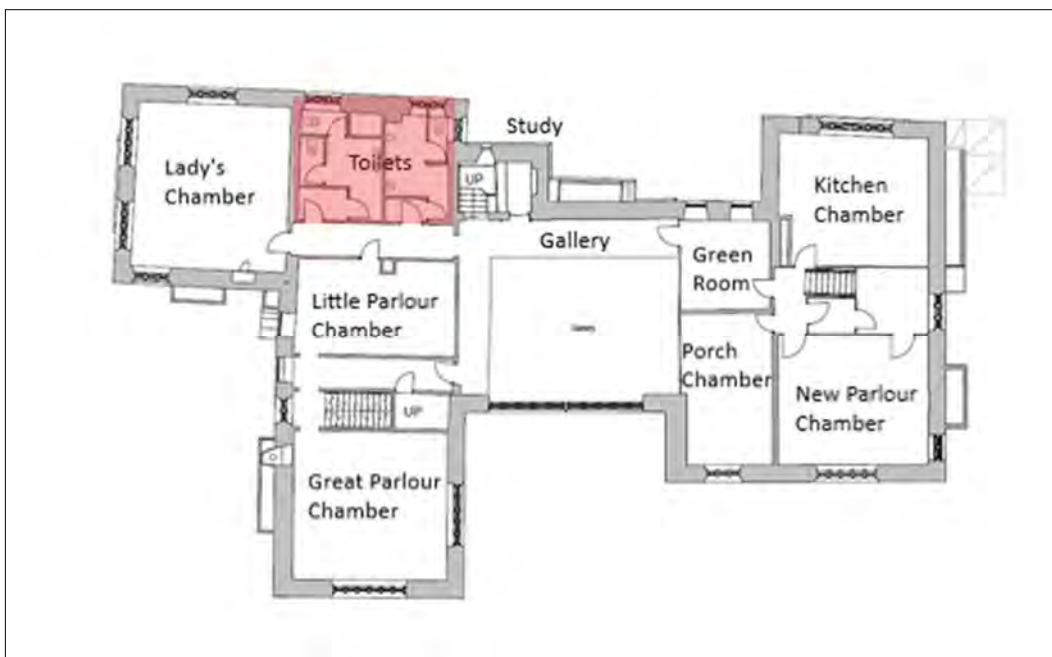 Study
Lady's
Chamber
Toilets
UP
Kitchen
Chamber
Gallery
Green
Room
Little Parlour
Chamber
Porch
Chamber
New Parlour
Chamber
UP
Great Parlour
Chamber